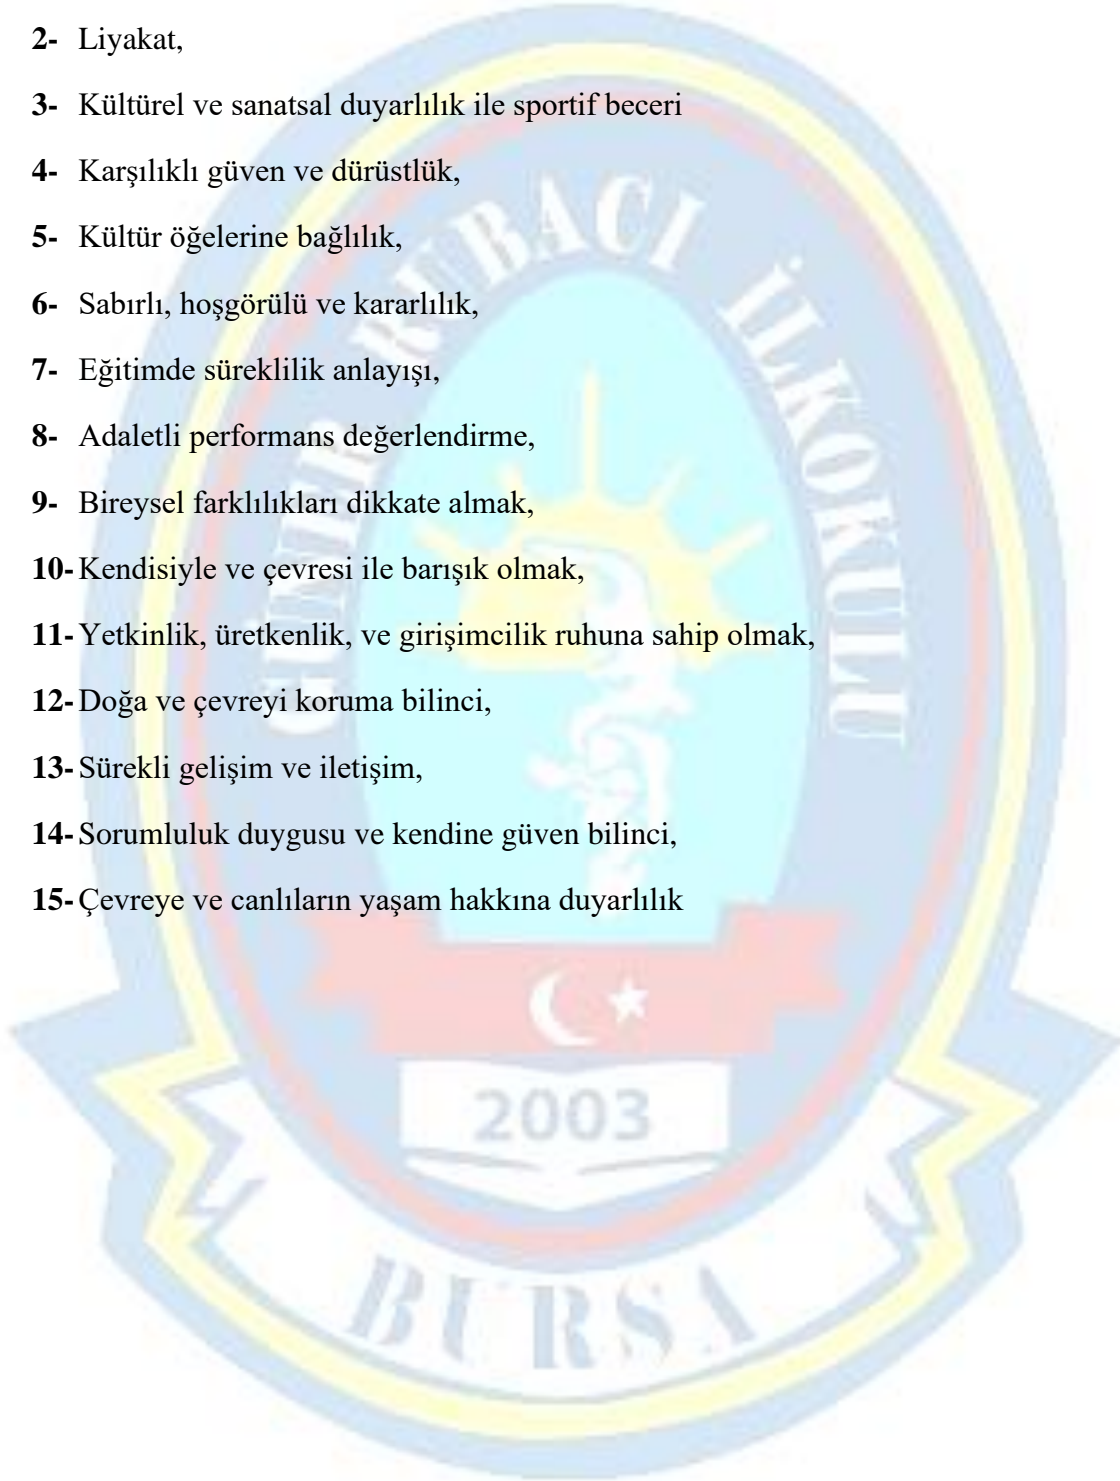 2- Liyakat,
3- Kültürel ve sanatsal duyarlılık ile sportif beceri
4- Karşılıklı güven ve dürüstlük,
5- Kültür öğelerine bağlılık,
6- Sabırlı, hoşgörülü ve kararlılık,
7- Eğitimde süreklilik anlayışı,
8- Adaletli performans değerlendirme,
9- Bireysel farklılıkları dikkate almak,
10- Kendisiyle ve çevresi ile barışık olmak,
11- Yetkinlik, üretkenlik, ve girişimcilik ruhuna sahip olmak,
12- Doğa ve çevreyi koruma bilinci,
13- Sürekli gelişim ve iletişim,
14- Sorumluluk duygusu ve kendine güven bilinci,
15- Çevreye ve canlıların yaşam hakkına duyarlılık
RUBACI İLKOKULU
2003
BURSA